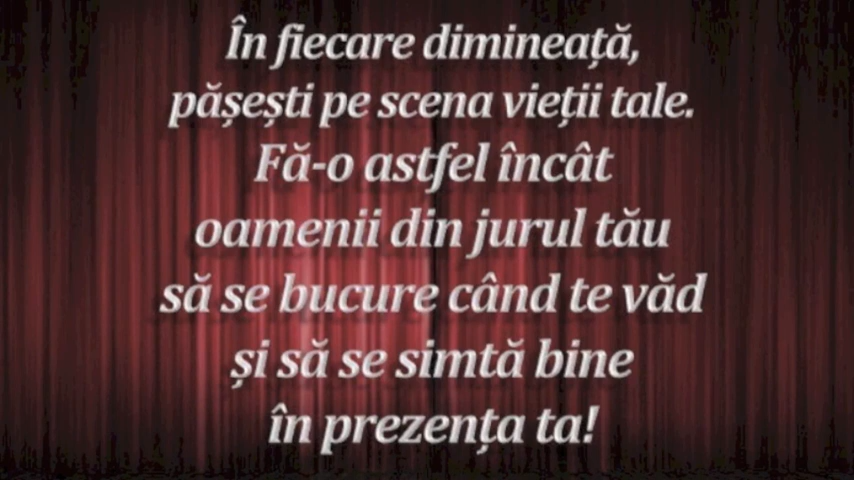 În fiecare dimineață,
pășești pe scena vieții tale.
Fă-o astfel încât
oamenii din jurul tău
să se bucure când te văd
și să se simtă bine
în prezența ta!